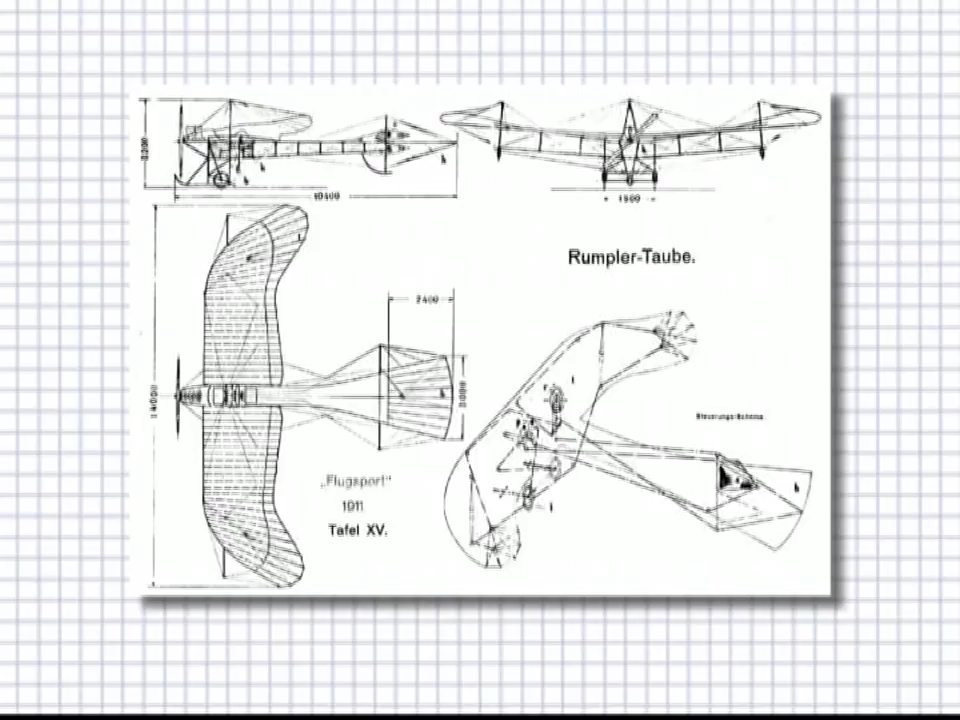 10400
1500
Rumpler-Taube.
2400
14000
3000
„Flugsport“
1911
Tafel XV.